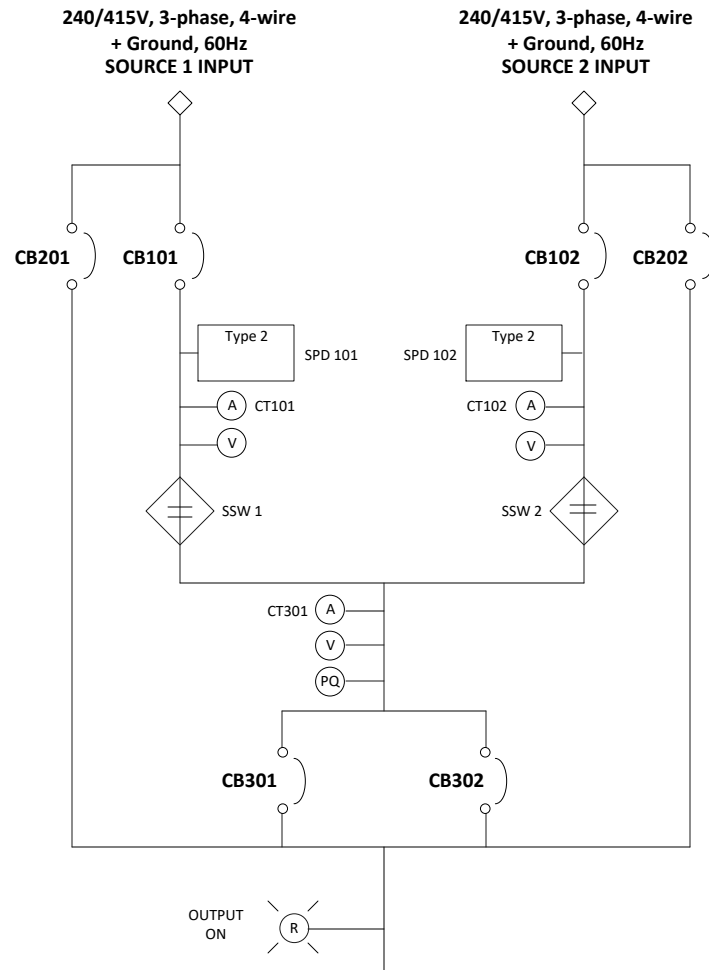 240/415V, 3-phase, 4-wire
+ Ground, 60Hz
SOURCE 1 INPUT
240/415V, 3-phase, 4-wire
+ Ground, 60Hz
SOURCE 2 INPUT
CB201
CB101
CB102
CB202
Type 2
SPD 101
SPD 102
Type 2
A
CT101
CT102
A
V
V
SSW 1
SSW 2
CT301
A
V
PQ
CB301
CB302
OUTPUT
ON
R